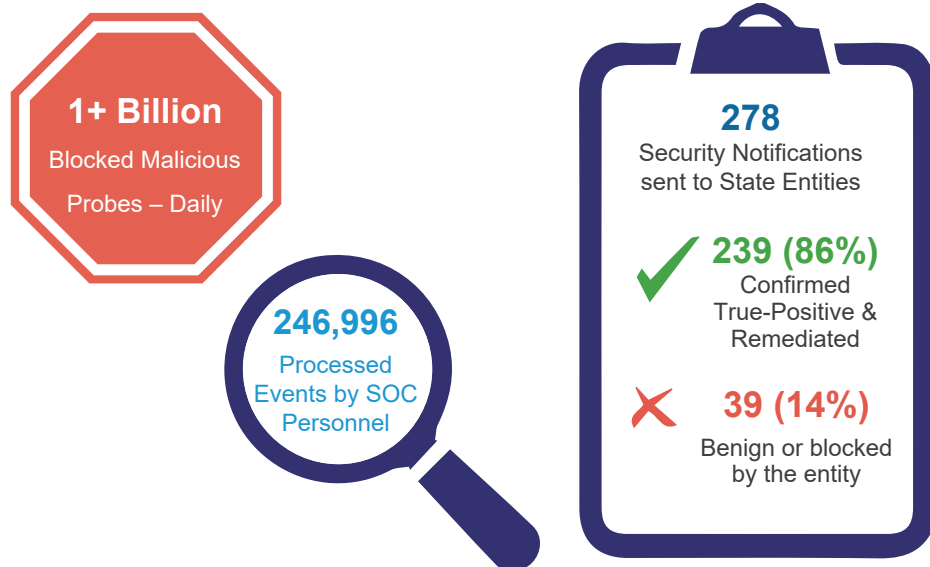 1+ Billion
Blocked Malicious
Probes – Daily
246,996
Processed
Events by SOC
Personnel
278
Security Notifications
sent to State Entities
239 (86%)
Confirmed
True-Positive &
Remediated
39 (14%)
Benign or blocked
by the entity